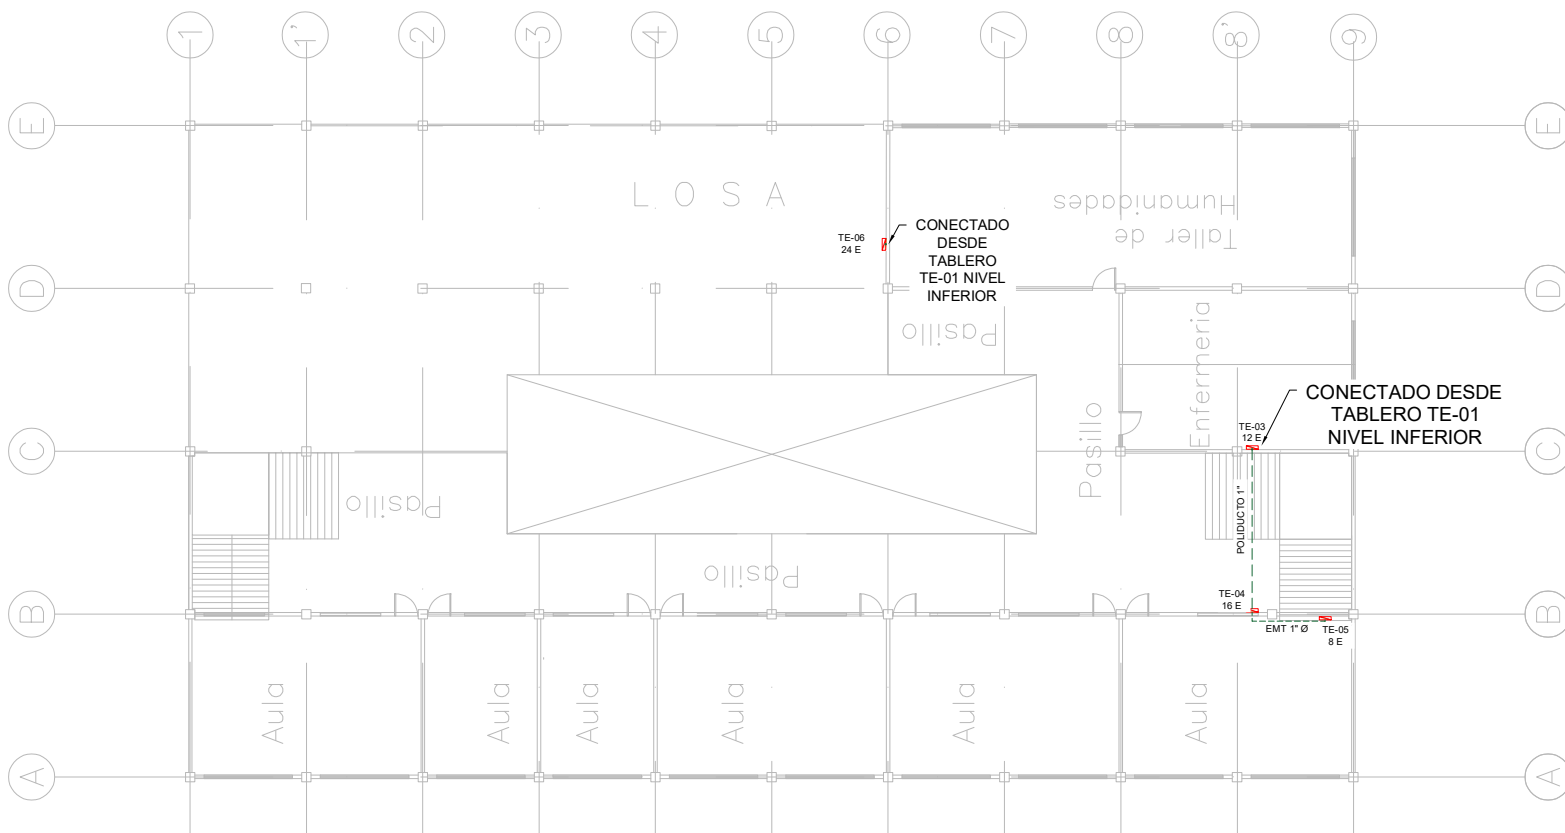 1
1'
2
3
4
5
6
7
8
8'
9
E
E
LOSA
Taller de
Humanidades
TE-06
24 E
CONECTADO
DESDE
TABLERO
TE-01 NIVEL
INFERIOR
D
D
Pasillo
Enfermeria
Pasillo
CONECTADO DESDE
TABLERO TE-01
NIVEL INFERIOR
TE-03
12 E
C
C
Pasillo
POLIDUCTO 1"
Pasillo
TE-04
16 E
B
B
EMT 1" Ø
TE-05
8 E
Aula
Aula
Aula
Aula
Aula
Aula
A
A